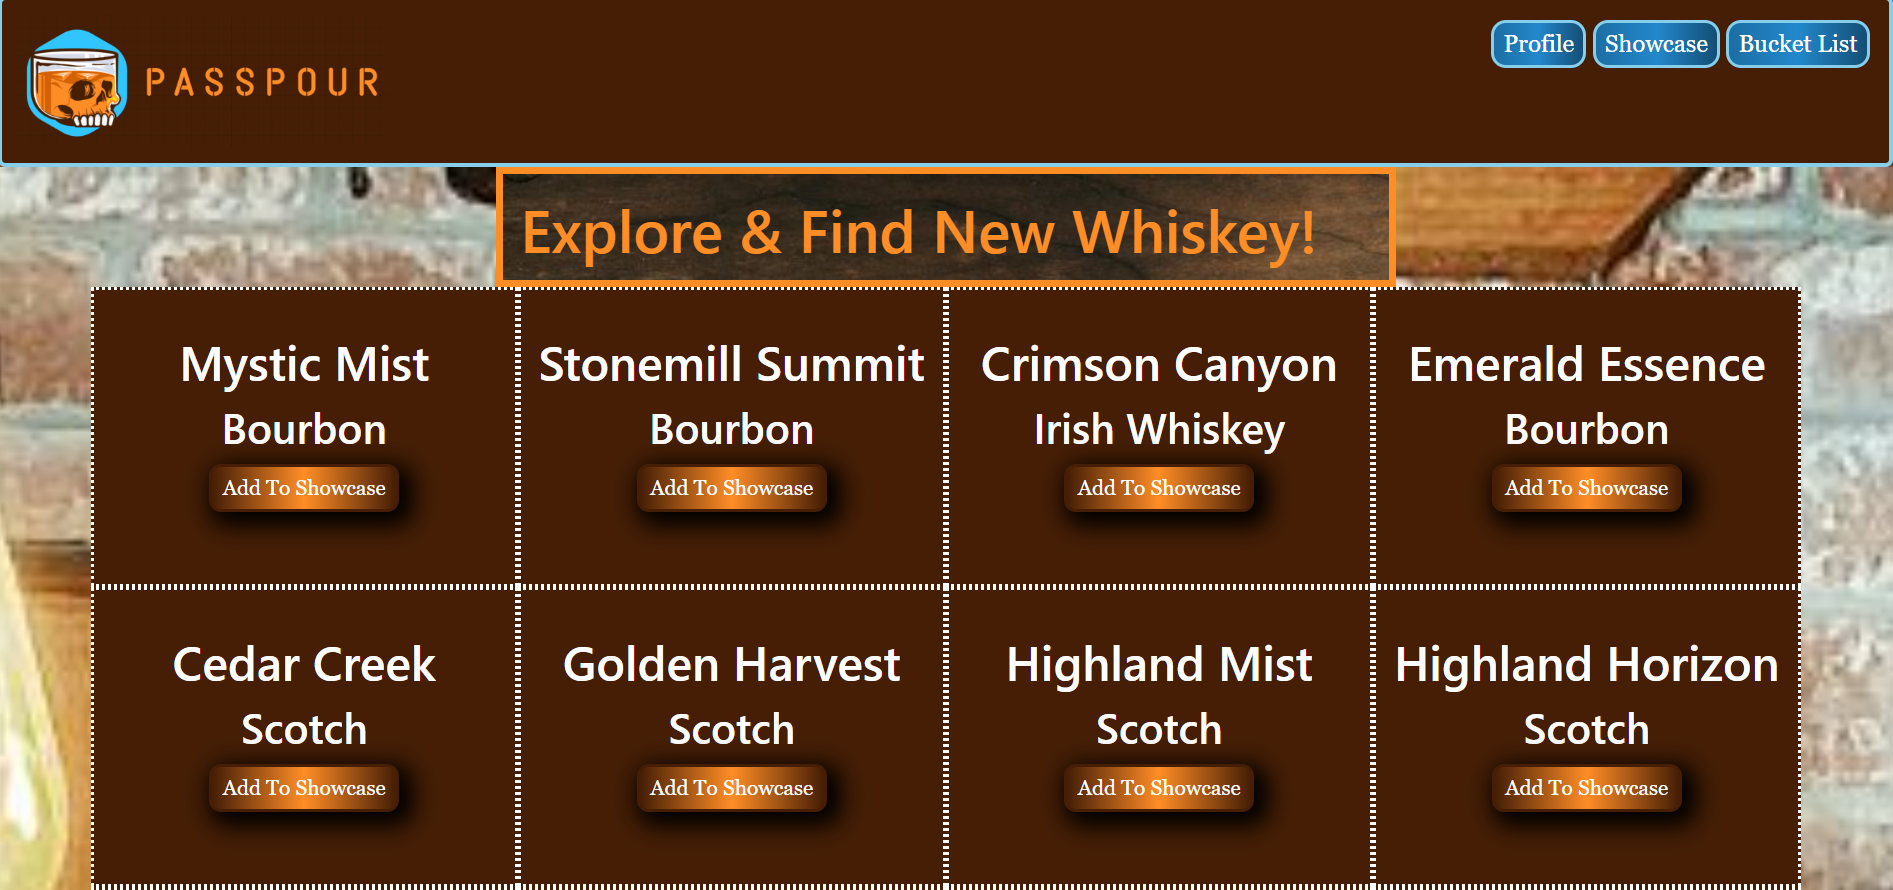 PASSPOUR
Profile
Showcase
Bucket List
Explore & Find New Whiskey!
Mystic Mist
Bourbon
Add To Showcase
Stonemill Summit
Bourbon
Add To Showcase
Crimson Canyon
Irish Whiskey
Add To Showcase
Emerald Essence
Bourbon
Add To Showcase
Cedar Creek
Scotch
Add To Showcase
Golden Harvest
Scotch
Add To Showcase
Highland Mist
Scotch
Add To Showcase
Highland Horizon
Scotch
Add To Showcase